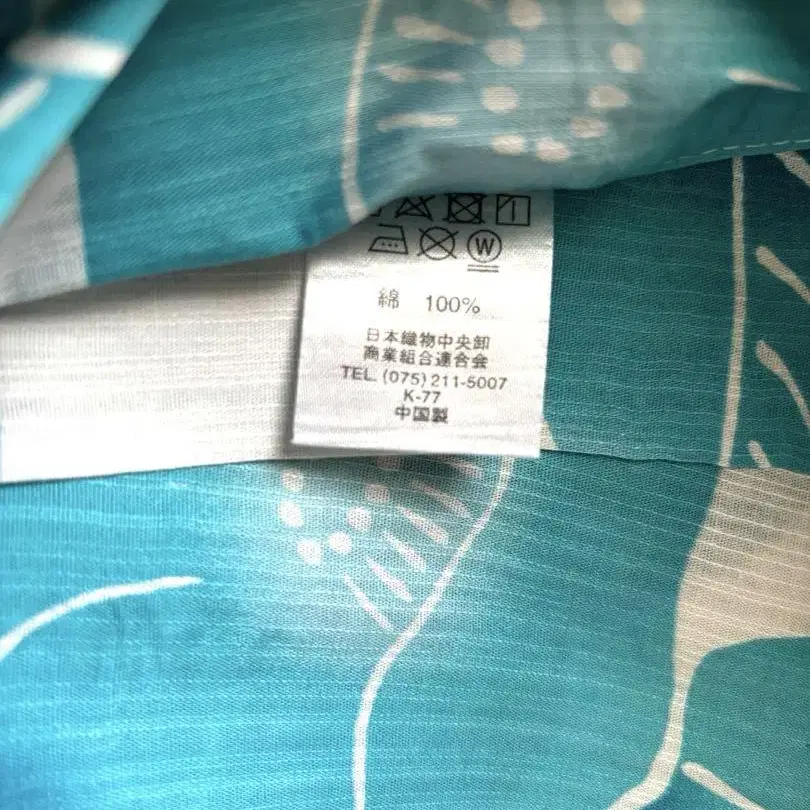 W
綿 100%
日本織物中央卸
商業組合連合会
TEL. (075) 211-5007
K-77
中国製